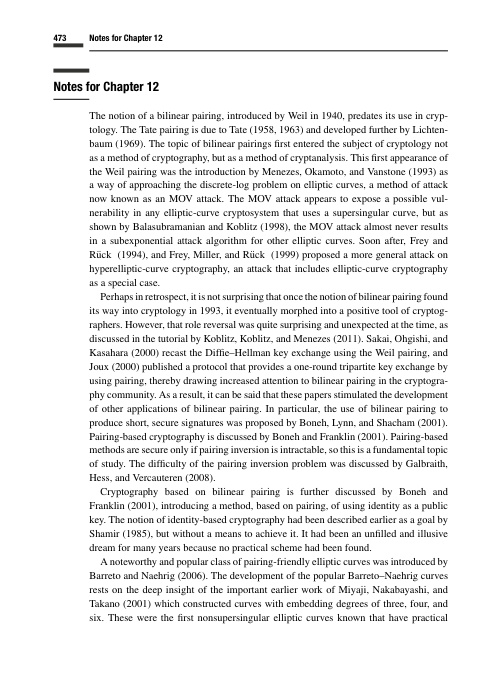 473 Notes for Chapter 12
Notes for Chapter 12
The notion of a bilinear pairing, introduced by Weil in 1940, predates its use in cryp-
tology. The Tate pairing is due to Tate (1958, 1963) and developed further by Lichten-
baum (1969). The topic of bilinear pairings first entered the subject of cryptology not
as a method of cryptography, but as a method of cryptanalysis. This first appearance of
the Weil pairing was the introduction by Menezes, Okamoto, and Vanstone (1993) as
a way of approaching the discrete-log problem on elliptic curves, a method of attack
now known as an MOV attack. The MOV attack appears to expose a possible vul-
nerability in any elliptic-curve cryptosystem that uses a supersingular curve, but as
shown by Balasubramanian and Koblitz (1998), the MOV attack almost never results
in a subexponential attack algorithm for other elliptic curves. Soon after, Frey and
Rück (1994), and Frey, Miller, and Rück (1999) proposed a more general attack on
hyperelliptic-curve cryptography, an attack that includes elliptic-curve cryptography
as a special case.
Perhaps in retrospect, it is not surprising that once the notion of bilinear pairing found
its way into cryptology in 1993, it eventually morphed into a positive tool of cryptog-
raphers. However, that role reversal was quite surprising and unexpected at the time, as
discussed in the tutorial by Koblitz, Koblitz, and Menezes (2011). Sakai, Ohgishi, and
Kasahara (2000) recast the Diffie–Hellman key exchange using the Weil pairing, and
Joux (2000) published a protocol that provides a one-round tripartite key exchange by
using pairing, thereby drawing increased attention to bilinear pairing in the cryptogra-
phy community. As a result, it can be said that these papers stimulated the development
of other applications of bilinear pairing. In particular, the use of bilinear pairing to
produce short, secure signatures was proposed by Boneh, Lynn, and Shacham (2001).
Pairing-based cryptography is discussed by Boneh and Franklin (2001). Pairing-based
methods are secure only if pairing inversion is intractable, so this is a fundamental topic
of study. The difficulty of the pairing inversion problem was discussed by Galbraith,
Hess, and Vercauteren (2008).
Cryptography based on bilinear pairing is further discussed by Boneh and
Franklin (2001), introducing a method, based on pairing, of using identity as a public
key. The notion of identity-based cryptography had been described earlier as a goal by
Shamir (1985), but without a means to achieve it. It had been an unfilled and illusive
dream for many years because no practical scheme had been found.
A noteworthy and popular class of pairing-friendly elliptic curves was introduced by
Barreto and Naehrig (2006). The development of the popular Barreto–Naehrig curves
rests on the deep insight of the important earlier work of Miyaji, Nakabayashi, and
Takano (2001) which constructed curves with embedding degrees of three, four, and
six. These were the first nonsupersingular elliptic curves known that have practical